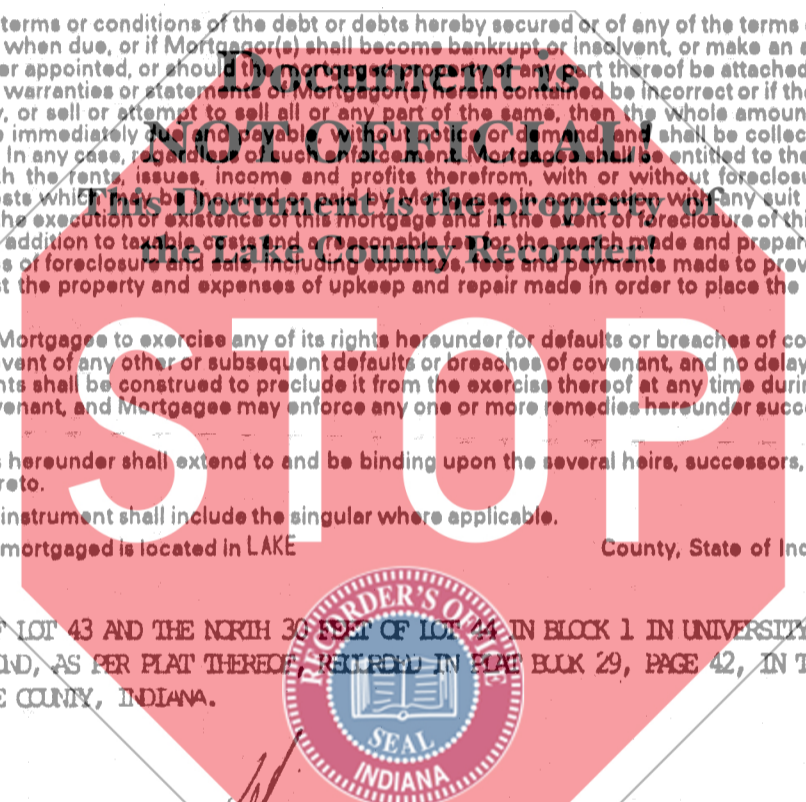 terms or conditions of the debt or debts hereby secured or of any of the terms
when due, or if Mortgagor(s) shall become bankrupt or insolvent, or make an
or appointed, or should the mortgaged property or any part thereof be attached
Document is
warranties or statements of Mortgagor(s) herein contained be incorrect or if the
, or sell or attempt to sell all or any part of the same, then the whole amoun
immediately due and payable, without notice or demand, and shall be collec
NOT OFFICIAL!
In any case, regardless of such enforcement, Mortgagee shall be entitled to the
the rents, issues, income and profits therefrom, with or without foreclosu
which may be incurred or paid by Mortgagee in connection with any suit
This Document is the property of
the execution or existence of this mortgage and in the event of foreclosure of th
addition to taxable costs and a reasonable fee for the search made and prepar
the Lake County Recorder!
of foreclosure and sale, including expenses, fees and payments made to prev
the property and expenses of upkeep and repair made in order to place the
Mortgagee to exercise any of its rights hereunder for defaults or breaches of co
vent of any other or subsequent defaults or breaches of covenant, and no delay
nts shall be construed to preclude it from the exercise thereof at any time durin
venant, and Mortgagee may enforce any one or more remedies hereunder succ
STOP
hereunder shall extend to and be binding upon the several heirs, successors,
reto.
instrument shall include the singular where applicable.
mortgaged is located in LAKE County, State of Ind
LOT 43 AND THE NORTH 30 FEET OF LOT 44 IN BLOCK 1 IN UNIVERSITY
ND, AS PER PLAT THEREOF, RECORDED IN PLAT BOOK 29, PAGE 42, IN T
COUNTY, INDIANA.
RECORDER'S OFFICE
SEAL
INDIANA